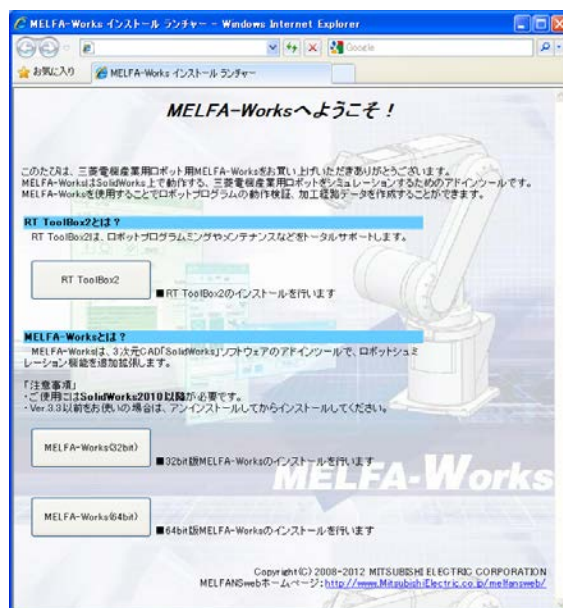 MELFA-Works インストール ランチャー - Windows Internet Explorer
Google
お気に入り
MELFA-Works インストール ランチャー
MELFA-Worksへようこそ！
このたびは、三菱電機産業用ロボット用MELFA-Worksをお買い上げいただきありがとうございます。
MELFA-WorksはSolidWorks上で動作する、三菱電機産業用ロボットをシミュレーションするためのアドインツールです。
MELFA-Worksを使用することでロボットプログラムの動作検証、加工経路データを作成することができます。
RT ToolBox2とは？
RT ToolBox2は、ロボットプログラミングやメンテナンスなどをトータルサポートします。
RT ToolBox2
■RT ToolBox2のインストールを行います
MELFA-Worksとは？
MELFA-Worksは、3次元CAD「SolidWorks」ソフトウェアのアドインツールで、ロボットシュミ
レーション機能を追加拡張します。
「注意事項」
・ご使用にはSolidWorks2010以降が必要です。
・Ver.3.3以前をお使いの場合は、アンインストールしてからインストールしてください。
MELFA-Works(32bit)
■32bit版MELFA-Worksのインストールを行います
MELFA-Works
MELFA-Works(64bit)
■64bit版MELFA-Worksのインストールを行います
Copyright(C) 2008-2012 MITSUBISHI ELECTRIC CORPORATION
MELFANSwebホームページ：http://www.MitsubishiElectric.co.jp/melfansweb/